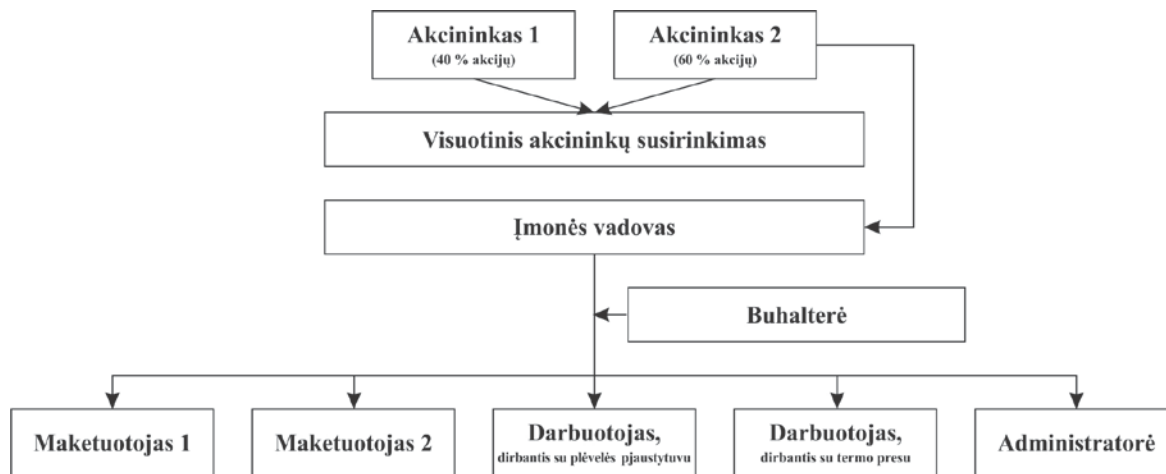 Akcininkas 1
(40 % akcijų)
Akcininkas 2
(60 % akcijų)
Visuotinis akcininkų susirinkimas
Įmonės vadovas
Buhalterė
Maketuotojas 1
Maketuotojas 2
Darbuotojas,
dirbantis su plėvelės pjaustytuvu
Darbuotojas,
dirbantis su termo presu
Administratorė